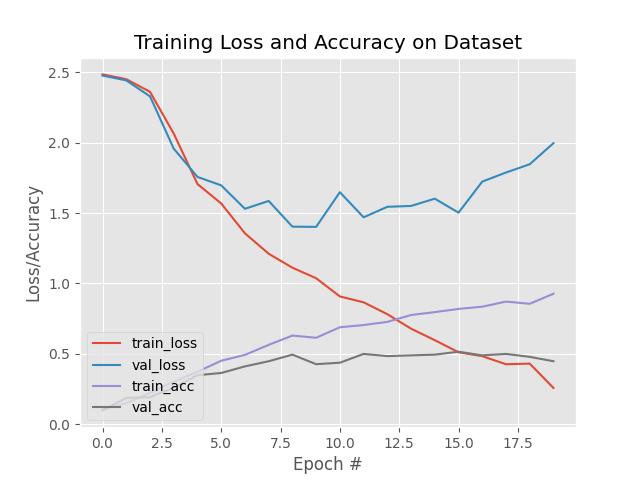 Training Loss and Accuracy on Dataset
Loss/Accuracy
2.5
2.0
1.5
1.0
0.5
0.0
train_loss
val_loss
train_acc
val_acc
0.0 2.5 5.0 7.5 10.0 12.5 15.0 17.5
Epoch #